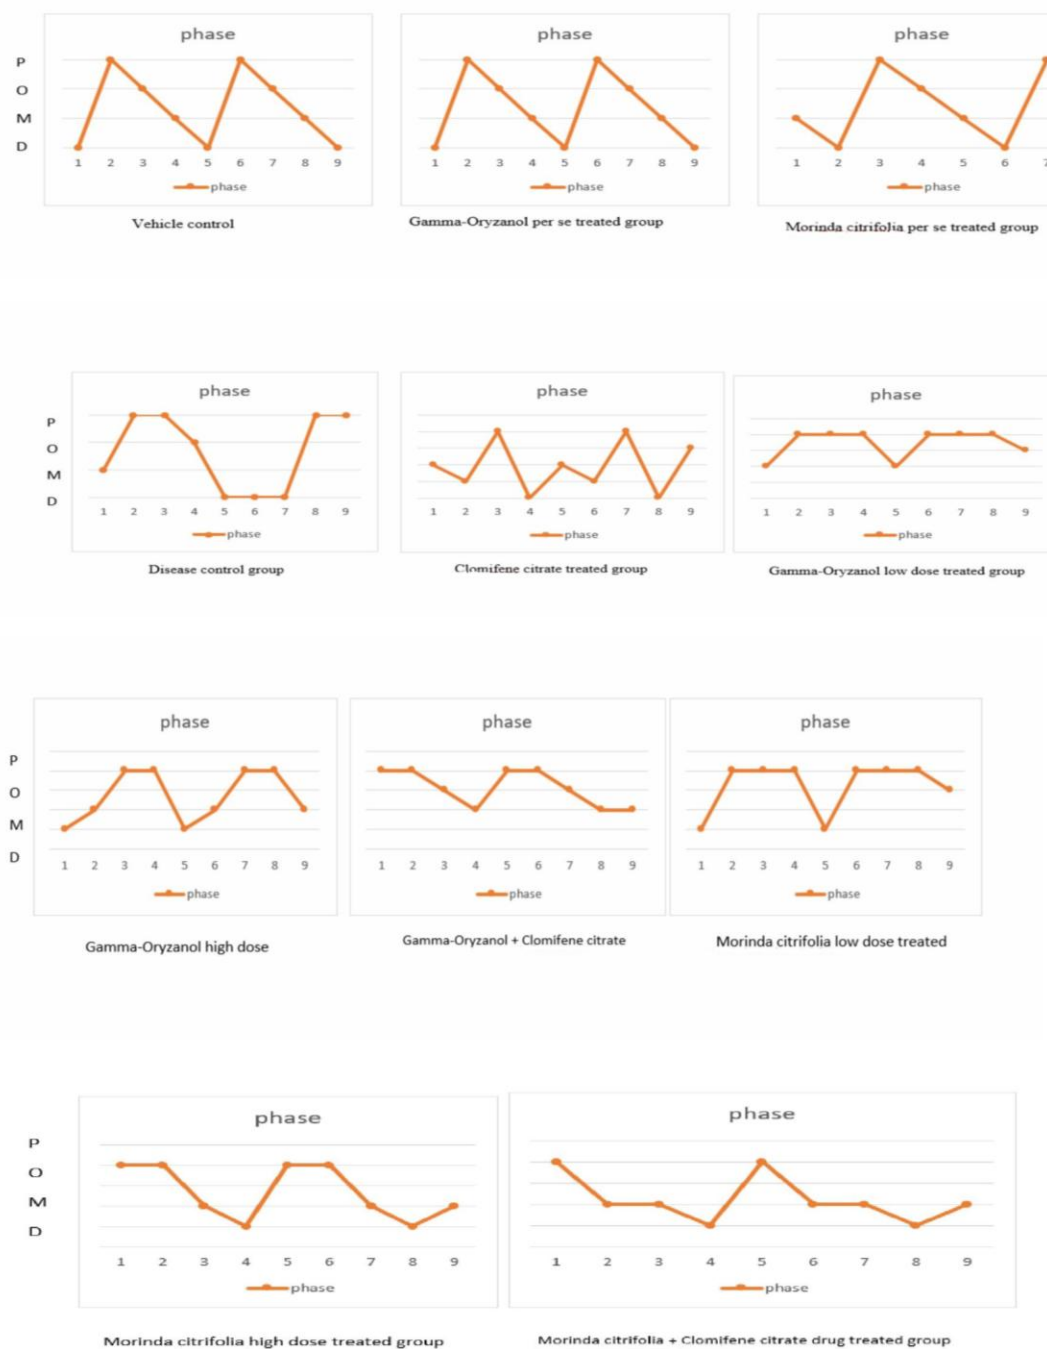 phase phase phase
P
O
M
D
1 2 3 4 5 6 7 8 9 1 2 3 4 5 6 7 8 9 1 2 3 4 5 6 7
phase phase phase
Vehicle control Gamma-Oryzanol per se treated group Morinda citrifolia per se treated group
phase phase phase
P
O
M
D
1 2 3 4 5 6 7 8 9 1 2 3 4 5 6 7 8 9 1 2 3 4 5 6 7 8 9
phase phase phase
Disease control group Clomifene citrate treated group Gamma-Oryzanol low dose treated group
phase phase phase
P
O
M
D
1 2 3 4 5 6 7 8 9 1 2 3 4 5 6 7 8 9 1 2 3 4 5 6 7 8 9
phase phase phase
Gamma-Oryzanol high dose Gamma-Oryzanol + Clomifene citrate Morinda citrifolia low dose treated
phase phase
P
O
M
D
1 2 3 4 5 6 7 8 9 1 2 3 4 5 6 7 8 9
phase phase
Morinda citrifolia high dose treated group Morinda citrifolia + Clomifene citrate drug treated group